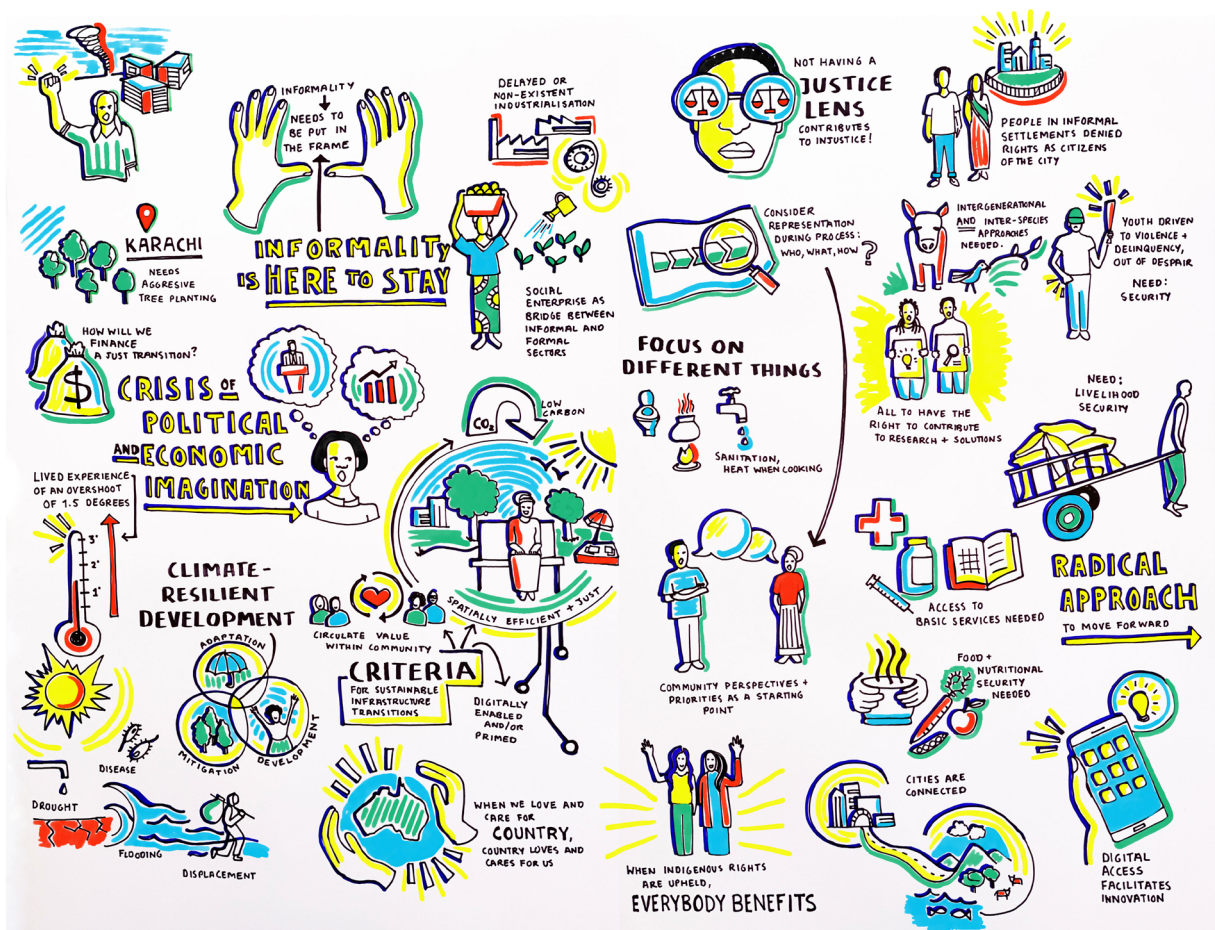 INFORMALITY
NEEDS TO
BE PUT IN
THE FRAME
INFORMALITY
IS HERE TO STAY
DELAYED OR
NON-EXISTENT
INDUSTRIALISATION
KARACHI
NEEDS
AGGRESIVE
TREE PLANTING
SOCIAL
ENTERPRISE AS
BRIDGE BETWEEN
INFORMAL AND
FORMAL
SECTORS
HOW WILL WE
FINANCE
A JUST TRANSITION?
$
CRISIS OF
POLITICAL
AND ECONOMIC
IMAGINATION
LIVED EXPERIENCE
OF AN OVERSHOOT
OF 1.5 DEGREES
3°
2°
1°
CO2
LOW
CARBON
SPATIALLY EFFICIENT + JUST
CLIMATE-
RESILIENT
DEVELOPMENT
ADAPTATION
MITIGATION
DEVELOPMENT
CIRCULATE VALUE
WITHIN COMMUNITY
CRITERIA
FOR SUSTAINABLE
INFRASTRUCTURE
TRANSITIONS
DIGITALLY
ENABLED
AND/OR
PRIMED
DISEASE
DROUGHT
FLOODING
DISPLACEMENT
WHEN WE LOVE AND
CARE FOR
COUNTRY,
COUNTRY LOVES AND
CARES FOR US
NOT HAVING A
JUSTICE
LENS
CONTRIBUTES
TO INJUSTICE!
PEOPLE IN INFORMAL
SETTLEMENTS DENIED
RIGHTS AS CITIZENS
OF THE CITY
CONSIDER
REPRESENTATION
DURING PROCESS:
WHO, WHAT, HOW?
INTERGENERATIONAL
AND INTER-SPECIES
APPROACHES
NEEDED.
YOUTH DRIVEN
TO VIOLENCE +
DELINQUENCY,
OUT OF DESPAIR
NEED:
SECURITY
FOCUS ON
DIFFERENT THINGS
SANITATION,
HEAT WHEN COOKING
ALL TO HAVE THE
RIGHT TO CONTRIBUTE
TO RESEARCH + SOLUTIONS
NEED:
LIVELIHOOD
SECURITY
ACCESS TO
BASIC SERVICES NEEDED
RADICAL
APPROACH
TO MOVE FORWARD
COMMUNITY PERSPECTIVES +
PRIORITIES AS A STARTING
POINT
FOOD +
NUTRITIONAL
SECURITY
NEEDED
WHEN INDIGENOUS RIGHTS
ARE UPHELD,
EVERYBODY BENEFITS
CITIES ARE
CONNECTED
DIGITAL
ACCESS
FACILITATES
INNOVATION